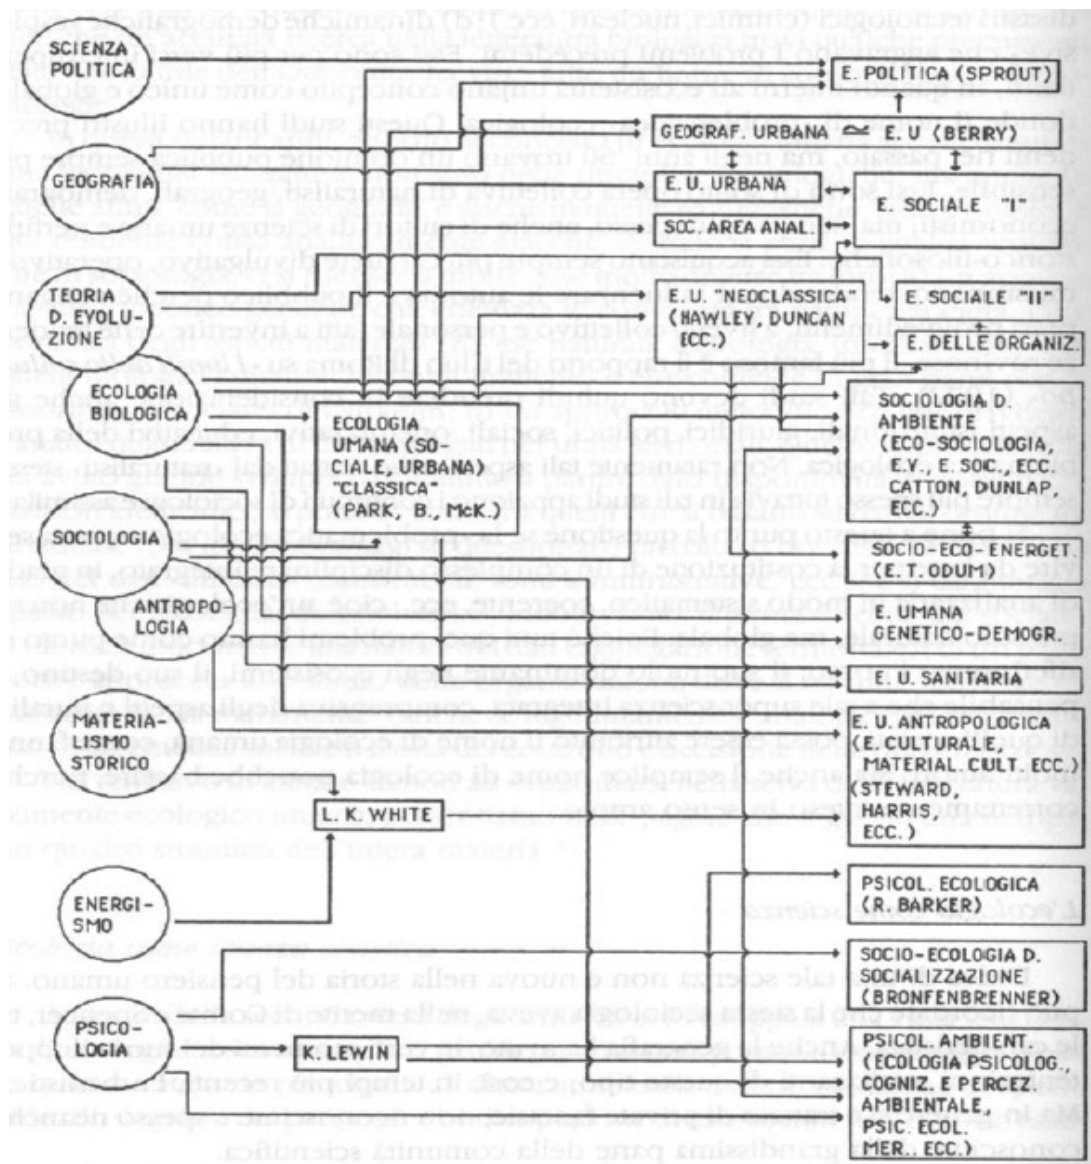 SCIENZA
POLITICA
GEOGRAFIA
TEORIA
D. EYOLU-
ZIONE
ECOLOGIA
BIOLOGICA
SOCIOLOGIA
ANTROPO-
LOGIA
MATERIA-
LISMO
STORICO
ENERGI-
SMO
PSICO-
LOGIA
ECOLOGIA
UMANA (SO-
CIALE, URBANA)
"CLASSICA"
(PARK, B., McK.)
L. K. WHITE
K. LEWIN
E. POLITICA (SPROUT)
GEOGRAF. URBANA ≃ E. U (BERRY)
E. U. URBANA
SOC. AREA ANAL.
E. SOCIALE "I"
E.U. "NEOCLASSICA"
(HAWLEY, DUNCAN
ECC.)
E. SOCIALE "II"
E. DELLE ORGANIZ.
SOCIOLOGIA D.
AMBIENTE
(ECO-SOCIOLOGIA,
E.Y., E. SOC., ECC.
CATTON, DUNLAP,
ECC.)
SOCIO-ECO-ENERGET.
(E. T. ODUM)
E. UMANA
GENETICO-DEMOGR.
E. U. SANITARIA
E. U. ANTROPOLOGICA
(E. CULTURALE,
MATERIAL. CULT. ECC.)
(STEWARD,
HARRIS,
ECC.)
PSICOL. ECOLOGICA
(R. BARKER)
SOCIO-ECOLOGIA D.
SOCIALIZZAZIONE
(BRONFENBRENNER)
PSICOL. AMBIENT.
(ECOLOGIA PSICOLOG.,
COGNIZ. E PERCEZ.
AMBIENTALE,
PSIC. ECOL.
MER. ECC.)